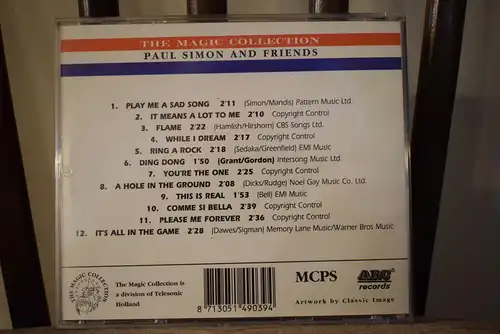 THE MAGIC COLLECTION
PAUL SIMON AND FRIENDS
1. PLAY ME A SAD SONG 2'11 (Simon/Mandis) Pattern Music Ltd.
2. IT MEANS A LOT TO ME 2'10 Copyright Control
3. FLAME 2'22 (Hamlish/Hirshorn) CBS Songs Ltd.
4. WHILE I DREAM 2'17 Copyright Control
5. RING A ROCK 2'18 (Sedaka/Greenfield) EMI Music
6. DING DONG 1'50 (Grant/Gordon) Intersong Music Ltd
7. YOU'RE THE ONE 2'25 Copyright Control
8. A HOLE IN THE GROUND 2'08 (Dicks/Rudge) Noel Gay Music Co. Ltd.
9. THIS IS REAL 1'53 (Bell) EMI Music
10. COMME SI BELLA 2'39 Copyright Control
11. PLEASE ME FOREVER 2'36 Copyright Control
12. IT'S ALL IN THE GAME 2'28 (Dawes/Sigman) Memory Lane Music/Warner Bros Music
THE MAGIC COLLECTION
The Magic Collection is
a division of Telesonic
Holland
8 713051 490394
MCPS
ARC
records
Artwork by Classic Image